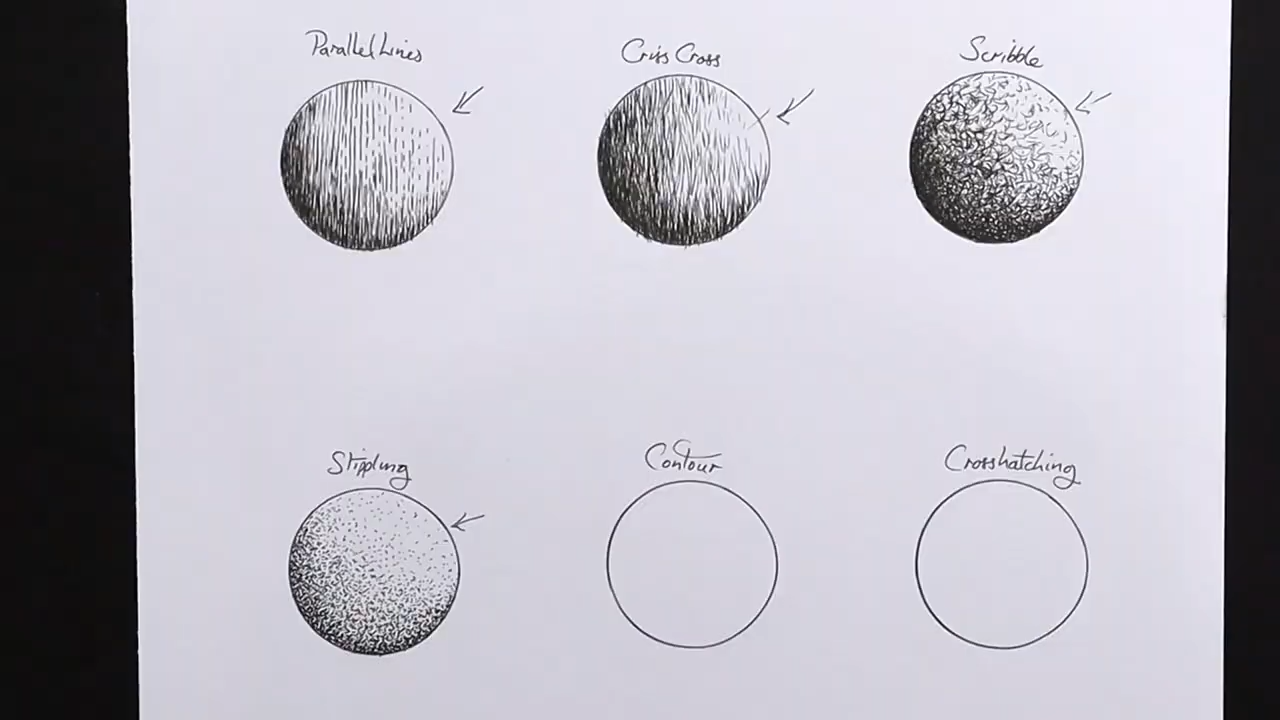 Parallel Lines
Criss Cross
Scribble
Stippling
Contour
Crosshatching